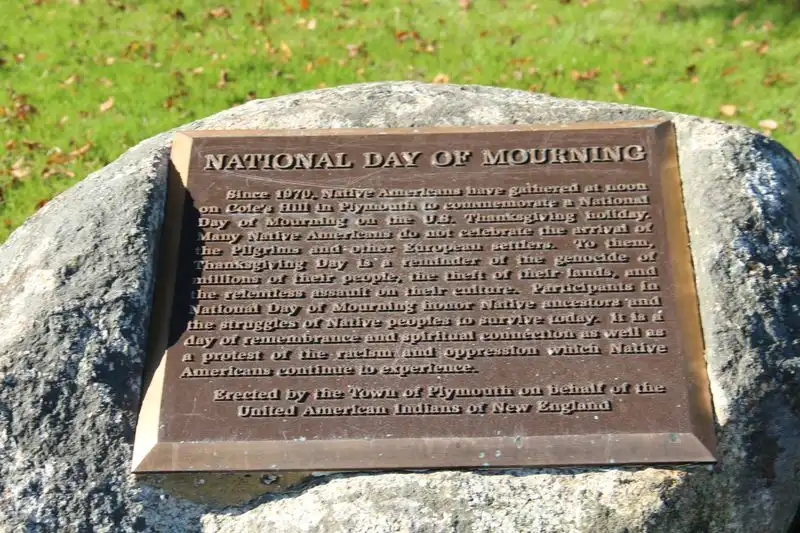 NATIONAL DAY OF MOURNING
Since 1970, Native Americans have gathered at noon
on Cole's Hill in Plymouth to commemorate a National
Day of Mourning on the U.S. Thanksgiving holiday.
Many Native Americans do not celebrate the arrival of
the Pilgrims and other European settlers. To them,
Thanksgiving Day is a reminder of the genocide of
millions of their people, the theft of their lands, and
the relentless assault on their culture. Participants in
National Day of Mourning honor Native ancestors and
the struggles of Native peoples to survive today. It is a
day of remembrance and spiritual connection as well as
a protest of the racism and oppression which Native
Americans continue to experience.
Erected by the Town of Plymouth on behalf of the
United American Indians of New England